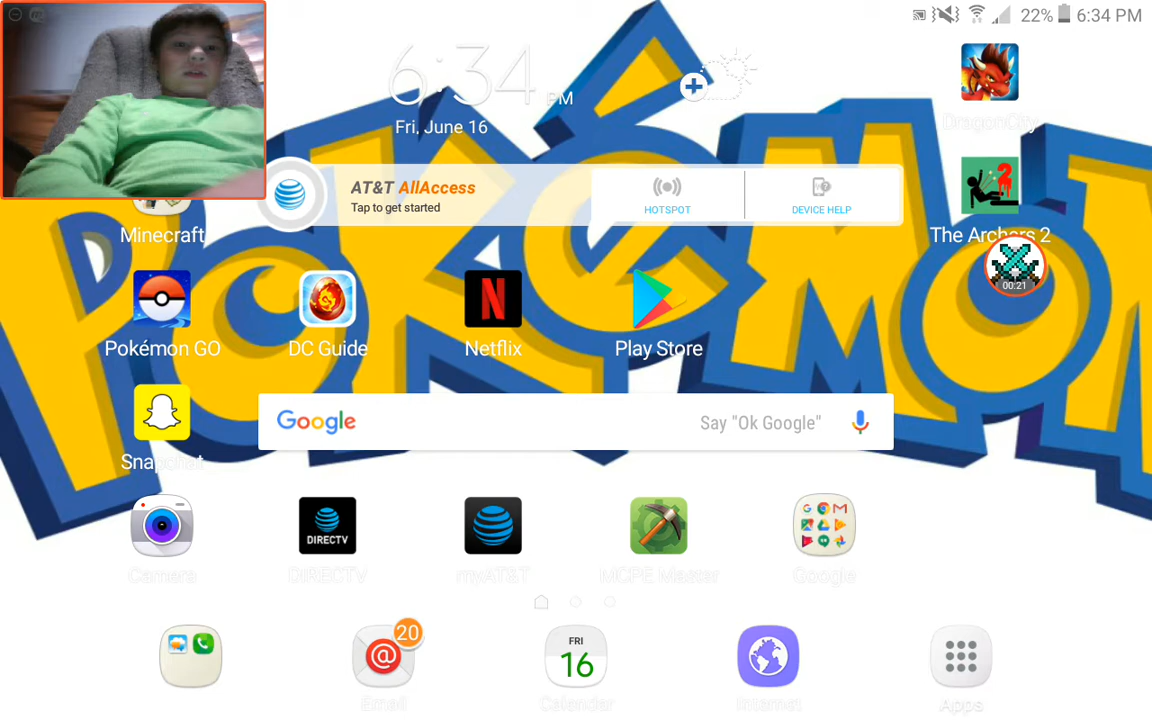 22% 6:34 PM
6:34 PM
Fri, June 16
DragonCity
AT&T AllAccess
Tap to get started
HOTSPOT
DEVICE HELP
Minecraft
The Archers 2
00:21
POKÉMON
Pokémon GO
DC Guide
Netflix
Play Store
Google
Say "Ok Google"
Snapchat
DIRECTV
Camera
DIRECTV
myAT&T
MCPE Master
Google
20
FRI
16
Email
Calendar
Internet
Apps